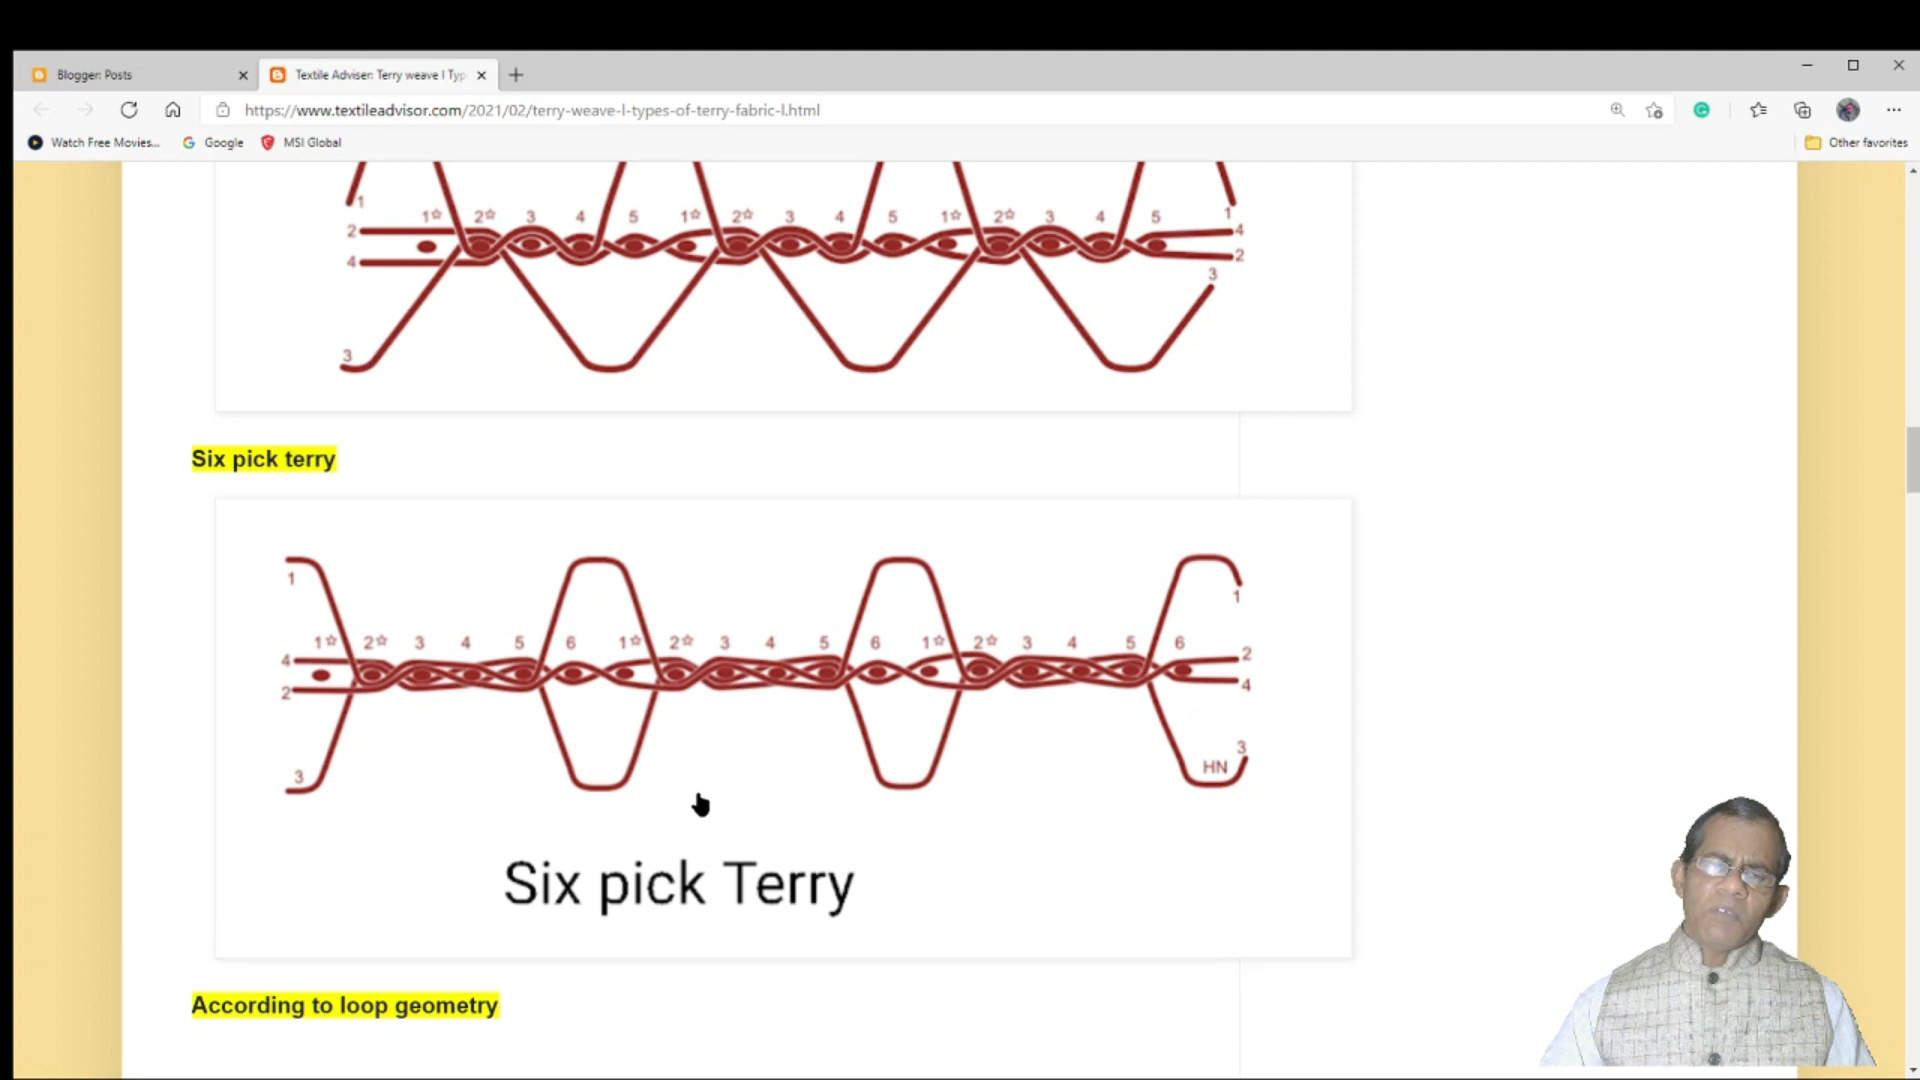 Blogger: Posts
Textile Adviser: Terry weave l Typ
https://www.textileadvisor.com/2021/02/terry-weave-l-types-of-terry-fabric-l.html
Watch Free Movies...
Google
MSI Global
Other favorites
1 1
2 1☆ 2☆ 3 4 5 1☆ 2☆ 3 4 5 1☆ 2☆ 3 4 5 4
4 2
3 3
Six pick terry
1 1
1☆ 2☆ 3 4 5 6 1☆ 2☆ 3 4 5 6 1☆ 2☆ 3 4 5 6
4 2
2 4
3 HN 3
Six pick Terry
According to loop geometry